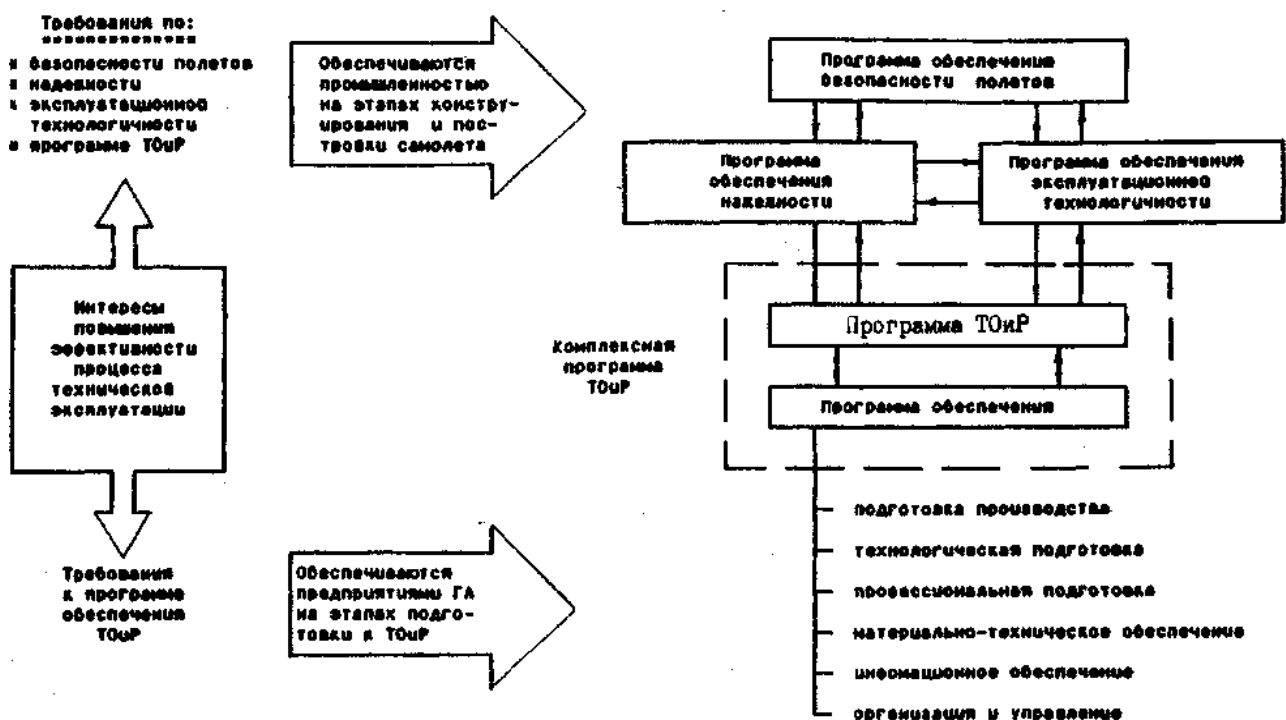 Требования по:
безопасности полетов
надежности
эксплуатационной
технологичности
программе ТОиР
Обеспечиваются
промышленностью
на этапах констру-
ирования и пос-
тройки самолета
Программа обеспечения
безопасности полетов
Программа
обеспечения
надежности
Программа обеспечения
эксплуатационной
технологичности
Интересы
повышения
эффективности
процесса
технической
эксплуатации
Комплексная
программа
ТОиР
Программа ТОиР
Программа обеспечения
Требования
к программе
обеспечения
ТОиР
Обеспечиваются
предприятиями ГА
на этапах подго-
товки к ТОиР
подготовка производства
технологическая подготовка
профессиональная подготовка
материально-техническое обеспечение
информационное обеспечение
организация и управление